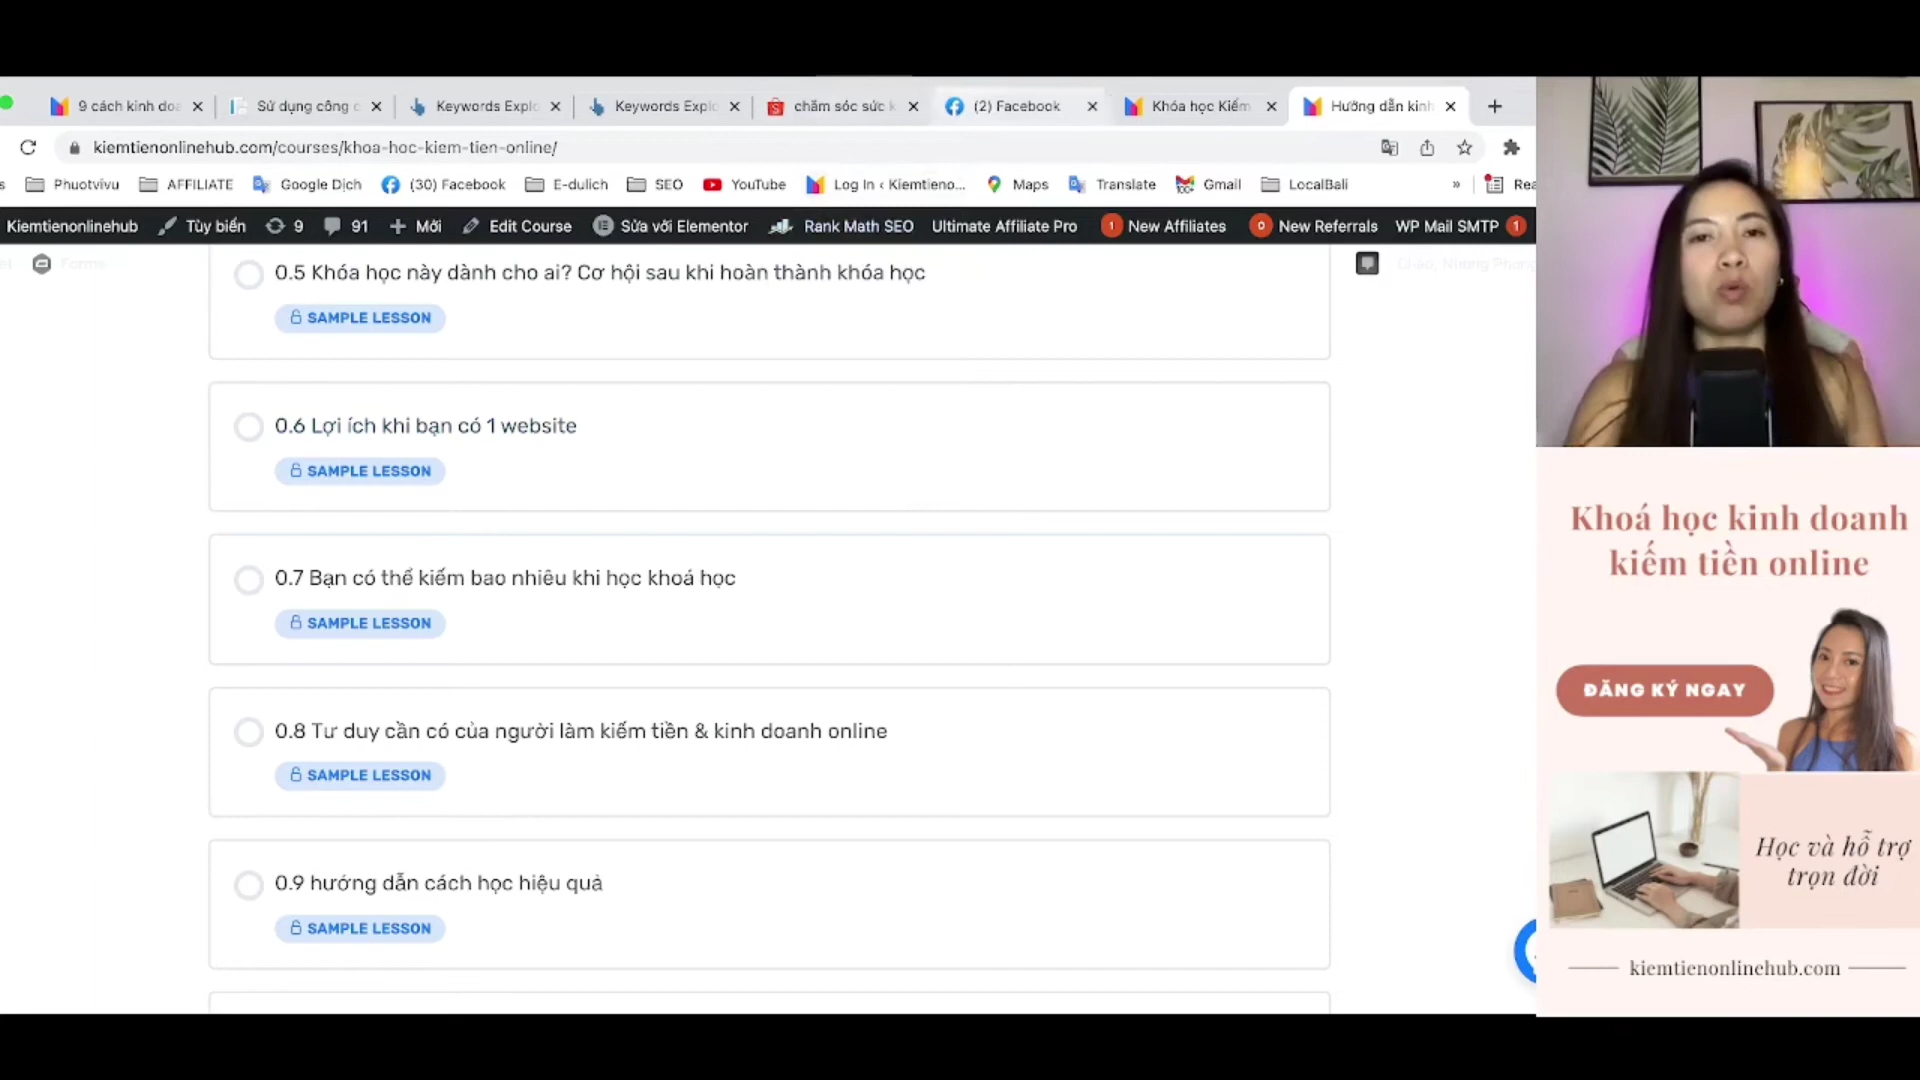 9 cách kinh doa
Sử dụng công c
Keywords Explo
Keywords Explo
chăm sóc sức k
(2) Facebook
Khóa học Kiếm
Hướng dẫn kinh
kiemtienonlinehub.com/courses/khoa-hoc-kiem-tien-online/
s
Phuotvivu
AFFILIATE
Google Dịch
(30) Facebook
E-dulich
SEO
YouTube
Log In ‹ Kiemtieno...
Maps
Translate
Gmail
LocalBali
»
Rea
Kiemtienonlinehub
Tùy biến
9
91
Mới
Edit Course
Sửa với Elementor
Rank Math SEO
Ultimate Affiliate Pro
1 New Affiliates
0 New Referrals
WP Mail SMTP 1
Forms
Chào, Nhung Phung
0.5 Khóa học này dành cho ai? Cơ hội sau khi hoàn thành khóa học
SAMPLE LESSON
0.6 Lợi ích khi bạn có 1 website
SAMPLE LESSON
0.7 Bạn có thể kiếm bao nhiêu khi học khoá học
SAMPLE LESSON
0.8 Tư duy cần có của người làm kiếm tiền & kinh doanh online
SAMPLE LESSON
0.9 hướng dẫn cách học hiệu quả
SAMPLE LESSON
Khoá học kinh doanh
kiếm tiền online
ĐĂNG KÝ NGAY
Học và hỗ trợ
trọn đời
kiemtienonlinehub.com